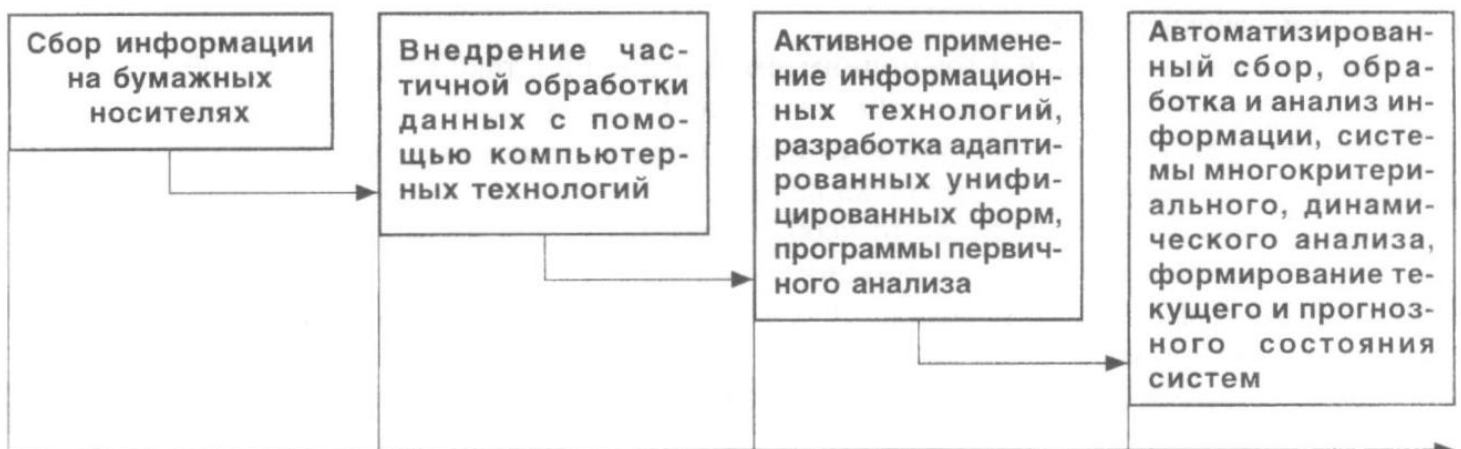 Сбор информации
на бумажных
носителях
Внедрение час-
тичной обработки
данных с помо-
щью компьютер-
ных технологий
Активное примене-
ние информацион-
ных технологий,
разработка адапти-
рованных унифи-
цированных форм,
программы первич-
ного анализа
Автоматизирован-
ный сбор, обра-
ботка и анализ ин-
формации, систе-
мы многокритери-
ального, динами-
ческого анализа,
формирование те-
кущего и прогноз-
ного состояния
систем